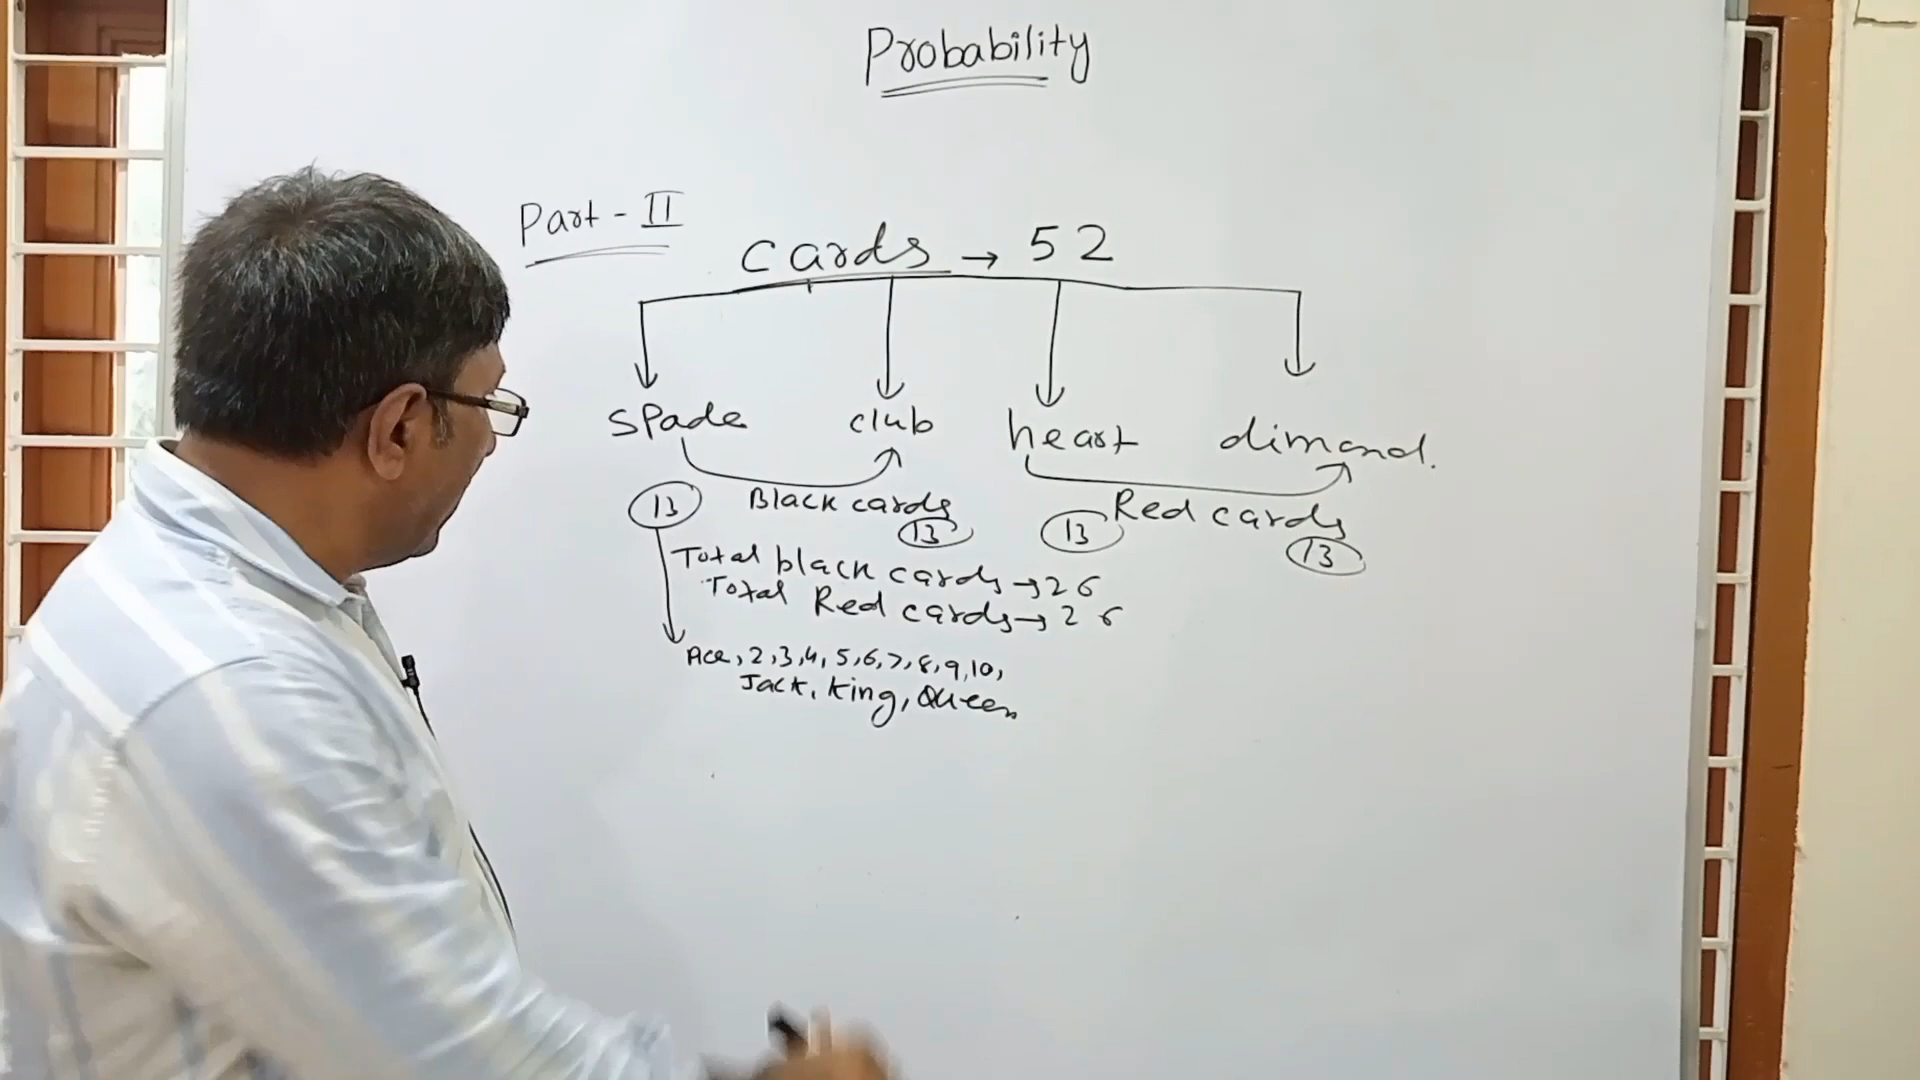 Probability
Part - II
cards → 52
Spade club heart dimand.
Black cards Red cards
13 13 13 13
Total black cards → 26
Total Red cards → 26
Ace, 2, 3, 4, 5, 6, 7, 8, 9, 10,
Jack, King, Queen